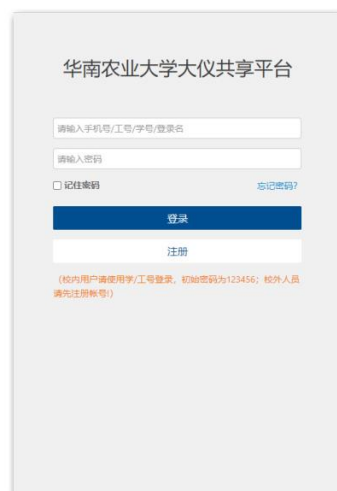 华南农业大学大仪共享平台
请输入手机号/工号/学号/登录名
请输入密码
记住密码 忘记密码?
登录
注册
（校内用户请使用学/工号登录，初始密码为123456；校外人员
请先注册帐号!）